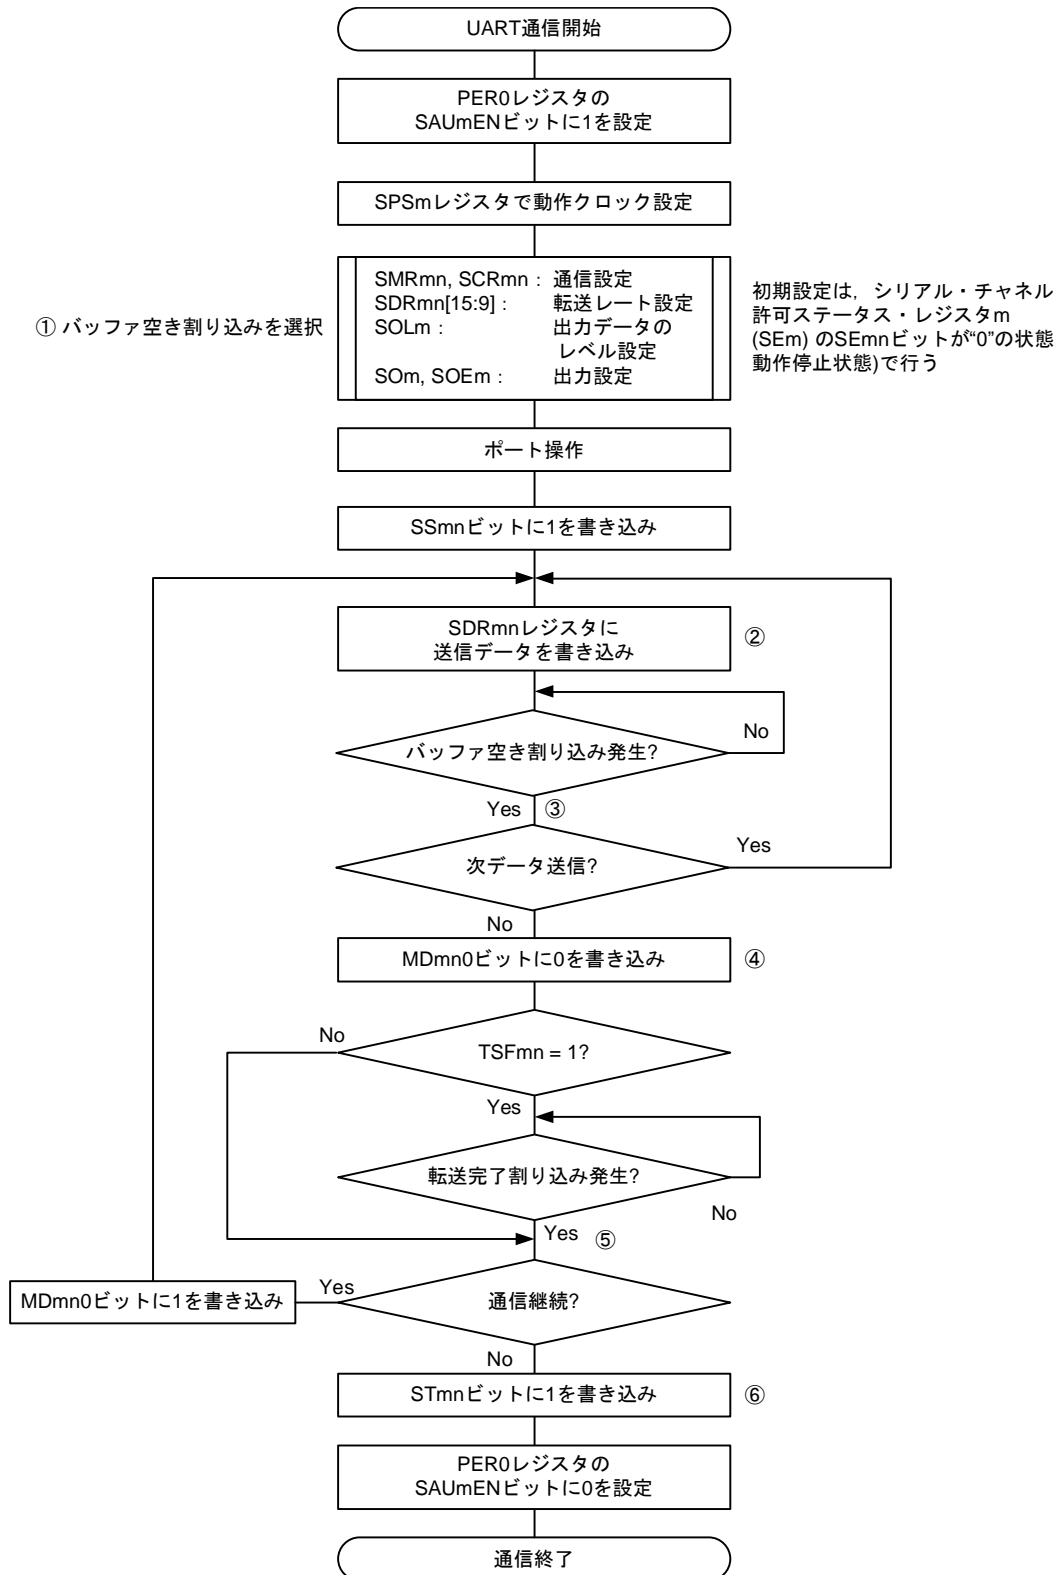 UART通信開始
PER0レジスタの
SAUmENビットに1を設定
SPSmレジスタで動作クロック設定
① バッファ空き割り込みを選択
SMRmn, SCRmn : 通信設定
SDRmn[15:9] : 転送レート設定
SOLm : 出力データの
レベル設定
SOm, SOEm : 出力設定
初期設定は，シリアル・チャネル
許可ステータス・レジスタm
(SEm) のSEmnビットが“0”の状態
動作停止状態)で行う
ポート操作
SSmnビットに1を書き込み
SDRmnレジスタに
送信データを書き込み
②
バッファ空き割り込み発生?
No
Yes ③
次データ送信?
Yes
No
MDmn0ビットに0を書き込み ④
No
TSFmn = 1?
Yes
転送完了割り込み発生?
No
Yes ⑤
MDmn0ビットに1を書き込み
Yes
通信継続?
No
STmnビットに1を書き込み ⑥
PER0レジスタの
SAUmENビットに0を設定
通信終了